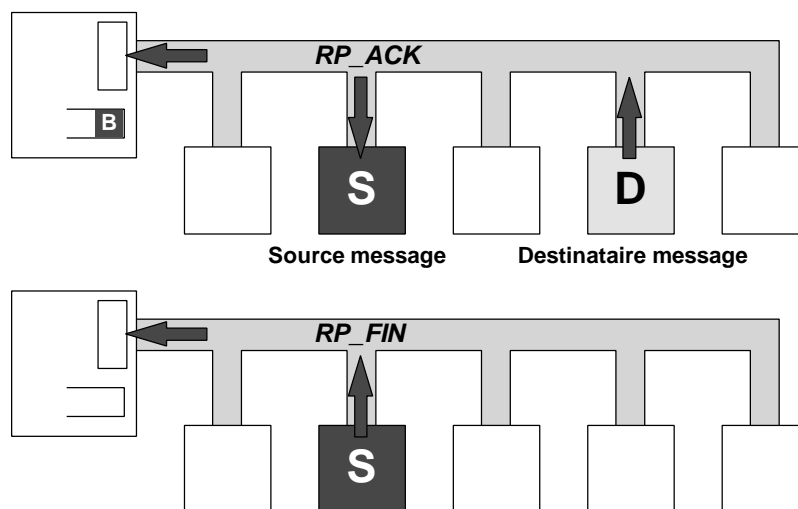 RP_ACK
B
S
D
Source message
Destinataire message
RP_FIN
S